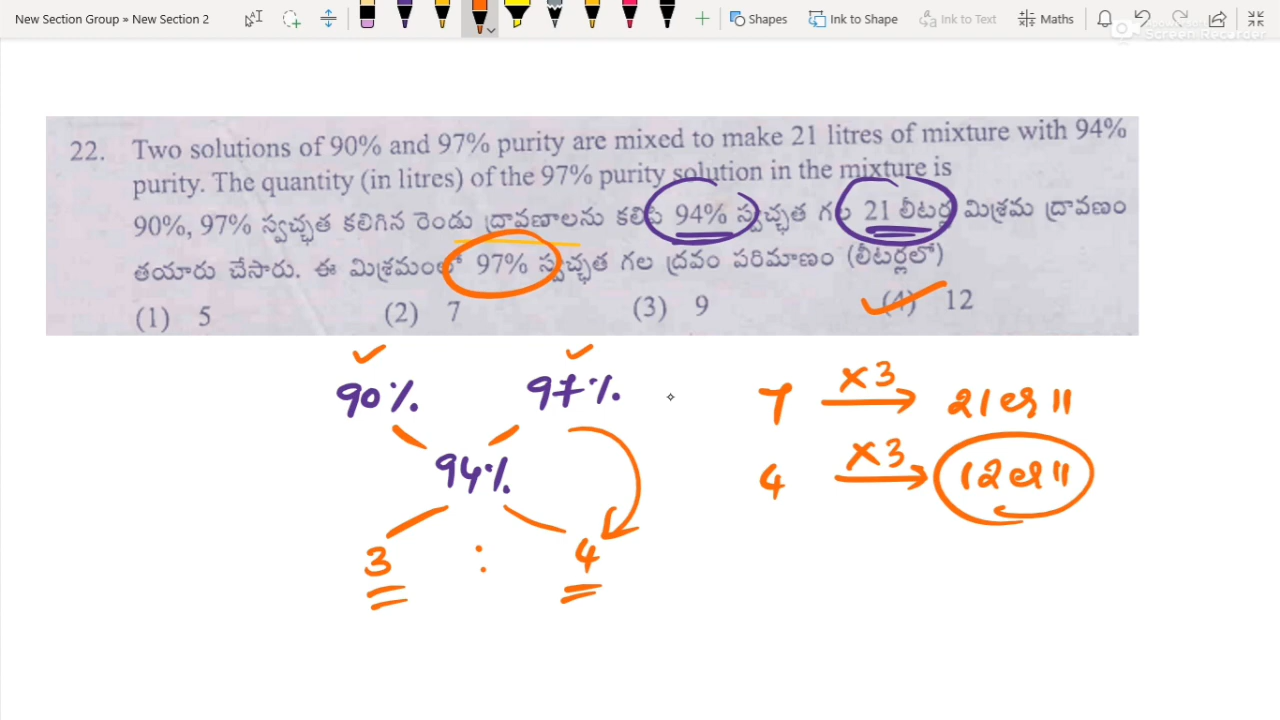 New Section Group » New Section 2
Shapes
Ink to Shape
Ink to Text
Maths
Screen Recorder
22. Two solutions of 90% and 97% purity are mixed to make 21 litres of mixture with 94%
purity. The quantity (in litres) of the 97% purity solution in the mixture is
90%, 97% స్వచ్ఛత కలిగిన రెండు ద్రావణాలను కలిపి 94% స్వచ్ఛత గల 21 లీటర్ల మిశ్రమ ద్రావణం
తయారు చేసారు. ఈ మిశ్రమంలో 97% స్వచ్ఛత గల ద్రవం పరిమాణం (లీటర్లలో)
(1) 5 (2) 7 (3) 9 (4) 12
90% 97%
94%
3 : 4
7 ×3 21
4 ×3 12